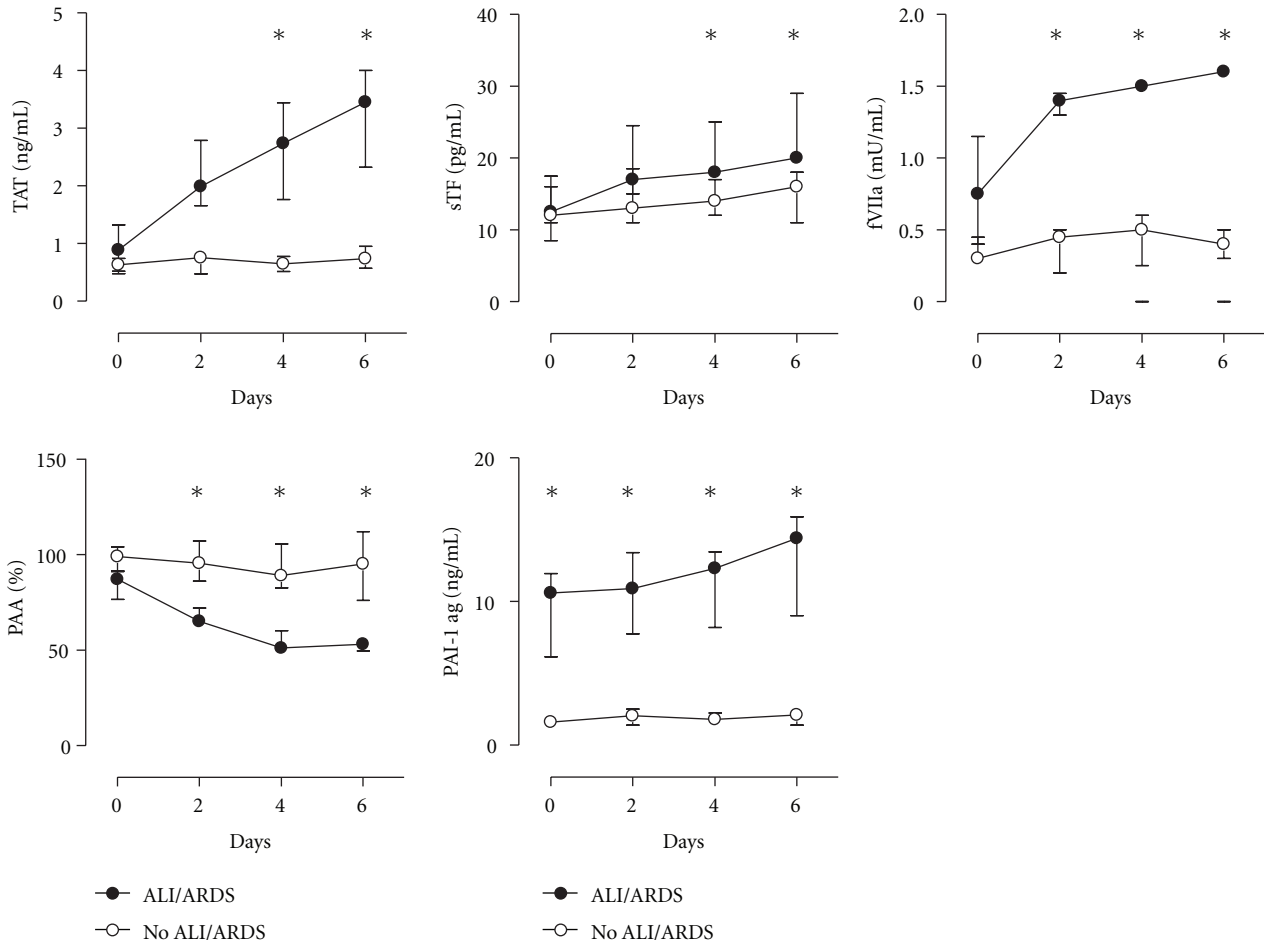 5
4
3
2
1
0
TAT (ng/mL)
* *
0 2 4 6
Days
40
30
20
10
0
sTF (pg/mL)
* *
0 2 4 6
Days
2.0
1.5
1.0
0.5
0
fVIIa (mU/mL)
* * *
0 2 4 6
Days
150
100
50
0
PAA (%)
* * *
0 2 4 6
Days
20
10
0
PAI-1 ag (ng/mL)
* * * *
0 2 4 6
Days
ALI/ARDS
No ALI/ARDS
ALI/ARDS
No ALI/ARDS